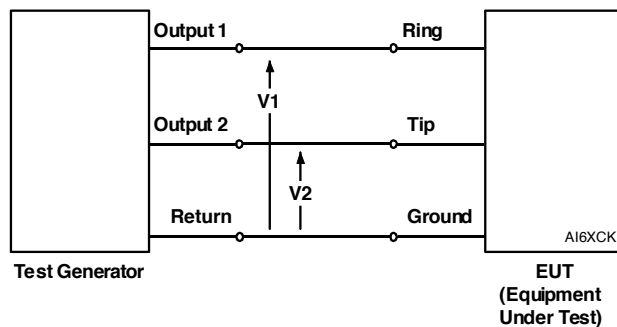 Output 1
Ring
V1
Output 2
Tip
V2
Return
Ground
AI6XCK
Test Generator
EUT
(Equipment
Under Test)